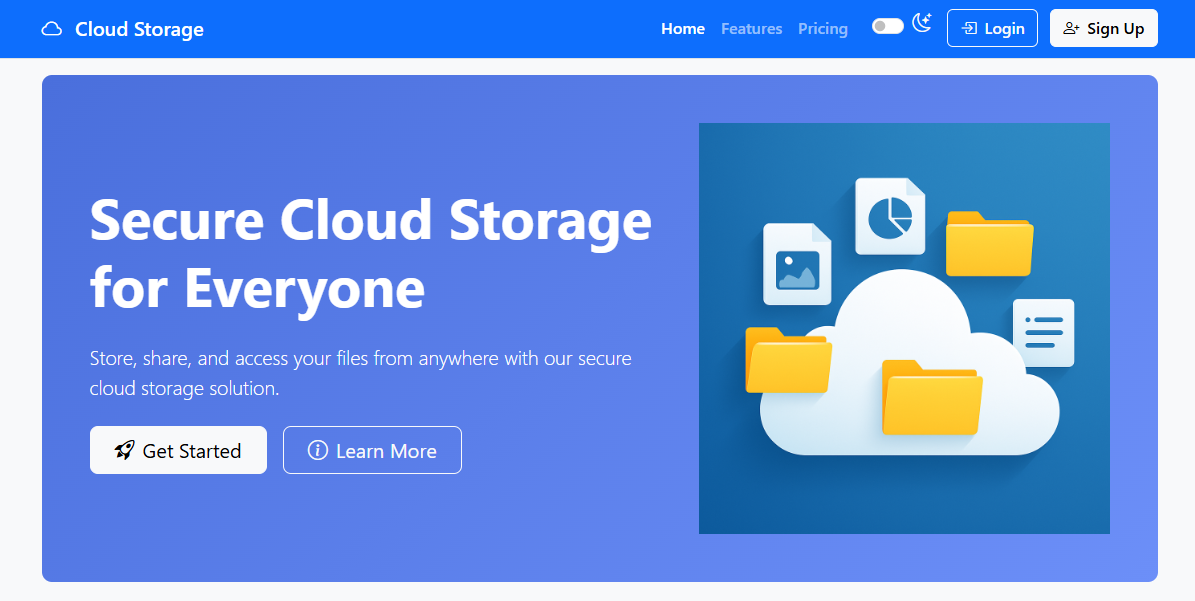 Cloud Storage
Home
Features
Pricing
Login
Sign Up
Secure Cloud Storage
for Everyone
Store, share, and access your files from anywhere with our secure
cloud storage solution.
Get Started
Learn More